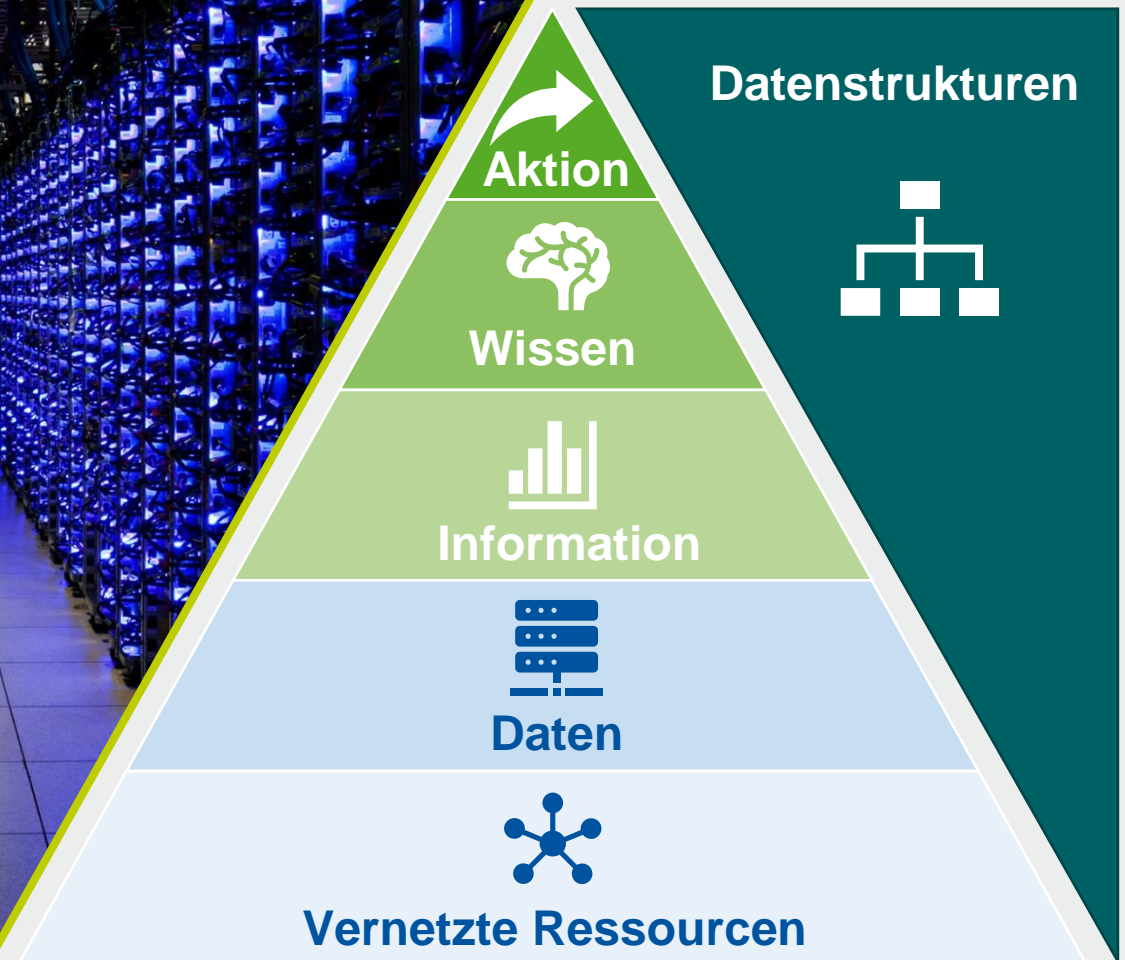 Datenstrukturen
Aktion
Wissen
Information
Daten
Vernetzte Ressourcen